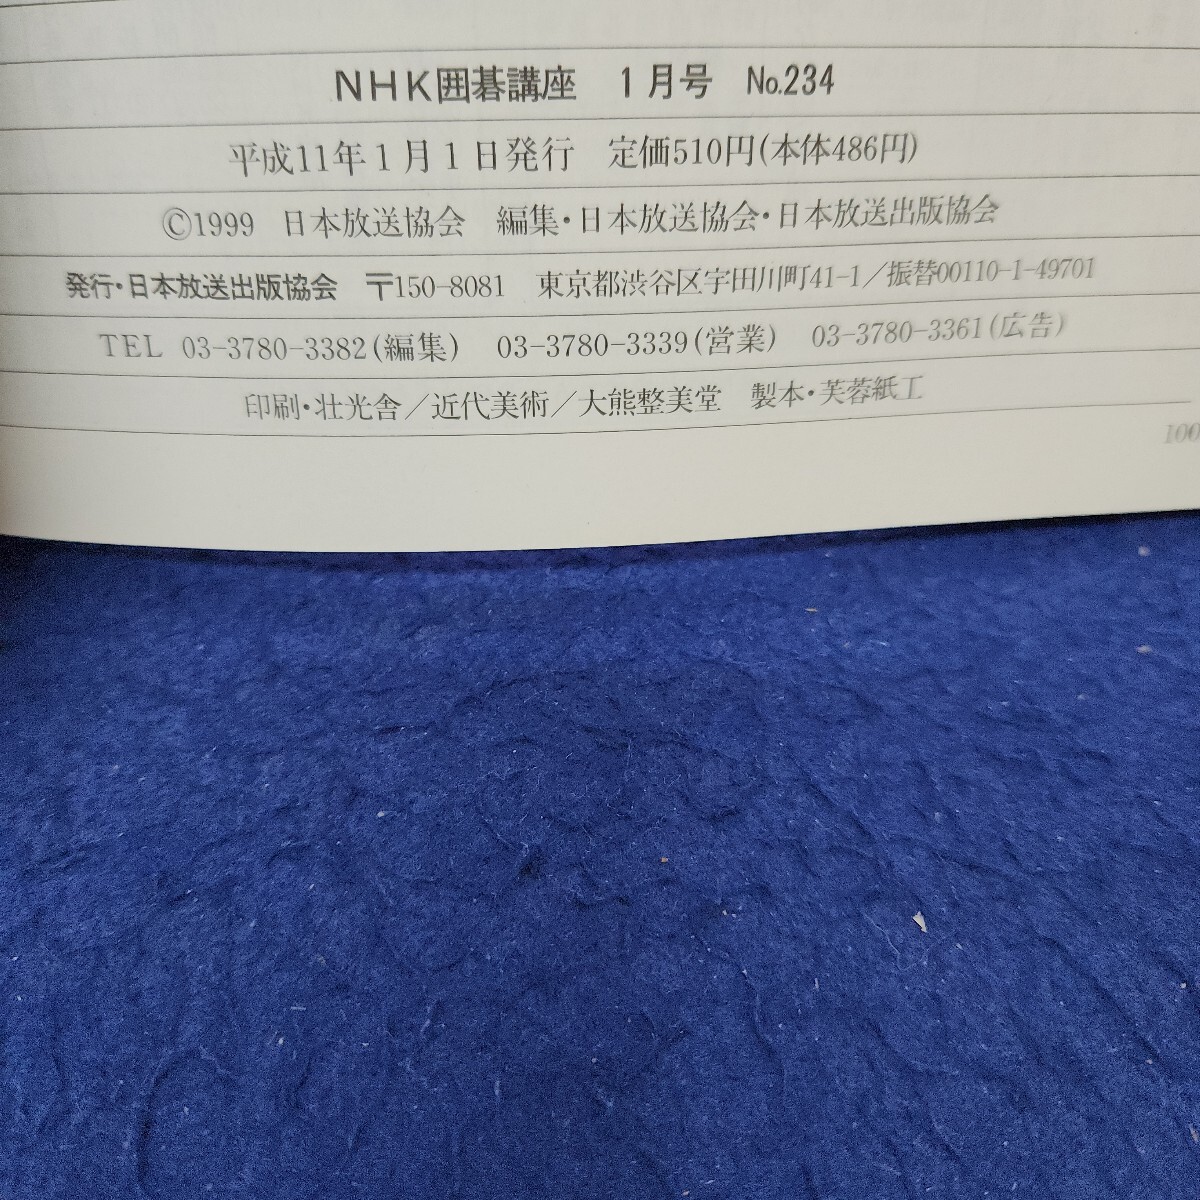 NHK囲碁講座　1月号　No.234
平成11年1月1日発行　定価510円(本体486円)
©1999　日本放送協会　編集・日本放送協会・日本放送出版協会
発行・日本放送出版協会　〒150-8081　東京都渋谷区宇田川町41-1／振替00110-1-49701
TEL 03-3780-3382(編集)　03-3780-3339(営業)　03-3780-3361(広告)
印刷・壮光舎／近代美術／大熊整美堂　製本・芙蓉紙工
100